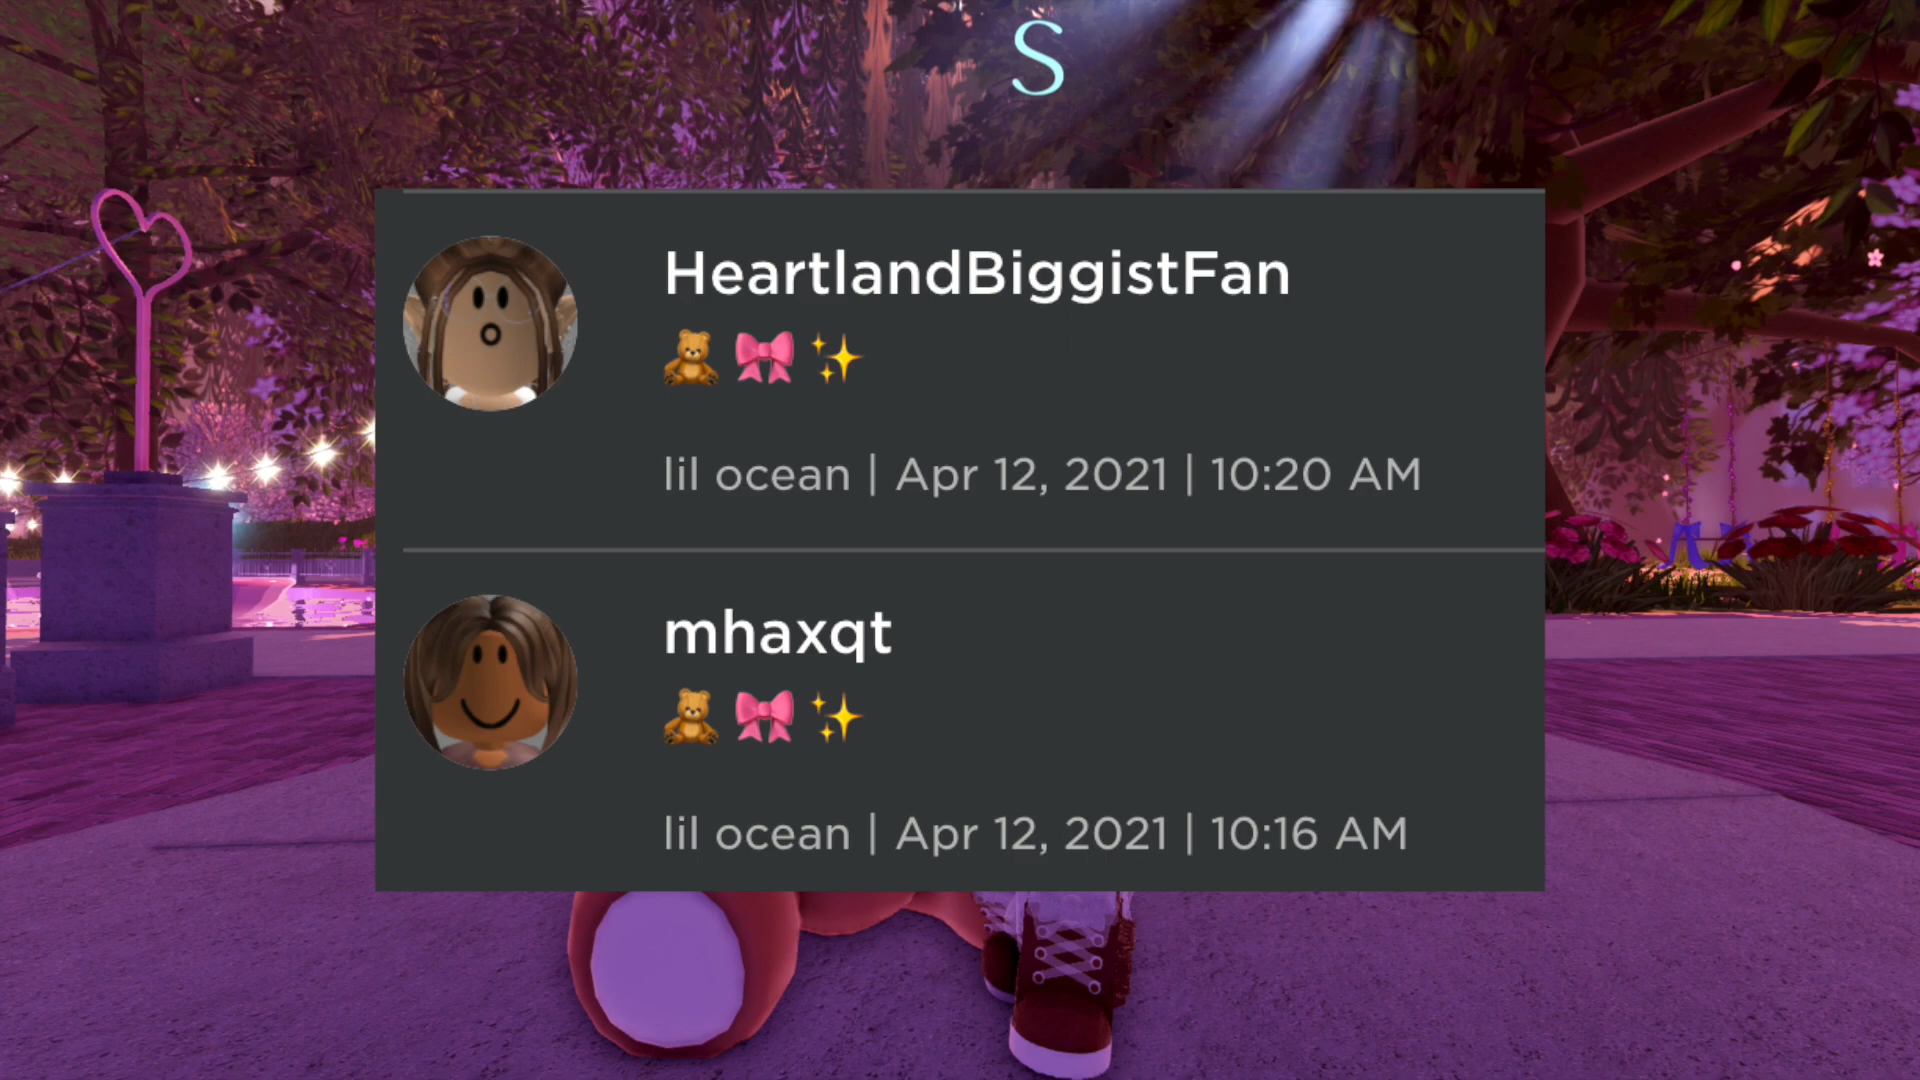 S
HeartlandBiggistFan
🧸🎀✨
lil ocean | Apr 12, 2021 | 10:20 AM
mhaxqt
🧸🎀✨
lil ocean | Apr 12, 2021 | 10:16 AM